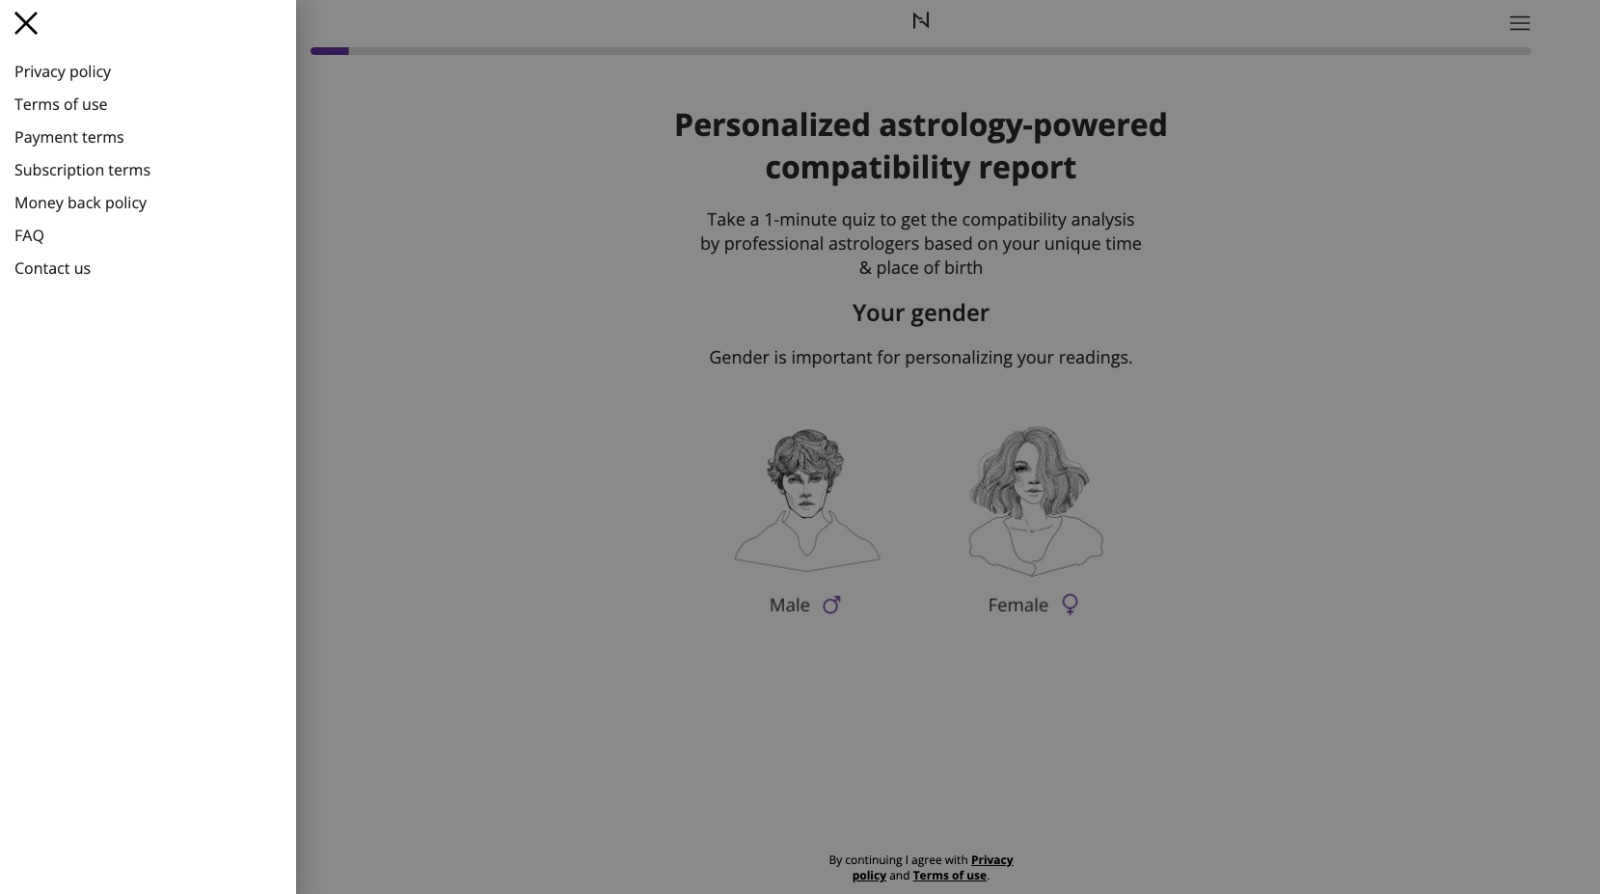 Privacy policy
Terms of use
Payment terms
Subscription terms
Money back policy
FAQ
Contact us
Personalized astrology-powered
compatibility report
Take a 1-minute quiz to get the compatibility analysis
by professional astrologers based on your unique time
& place of birth
Your gender
Gender is important for personalizing your readings.
Male ♂
Female ♀
By continuing I agree with Privacy
policy and Terms of use.